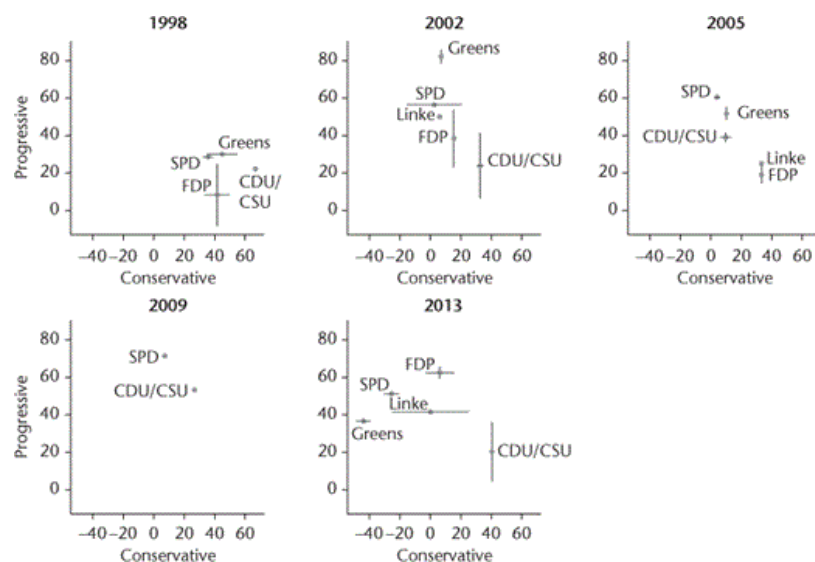 1998
2002
2005
Progressive
80
60
40
20
0
Greens
SPD
FDP
CDU/
CSU
−40 −20 0 20 40 60
Conservative
80
60
40
20
0
Greens
SPD
Linke
FDP
CDU/CSU
−40 −20 0 20 40 60
Conservative
80
60
40
20
0
SPD
Greens
CDU/CSU
Linke
FDP
−40 −20 0 20 40 60
Conservative
2009
2013
Progressive
80
60
40
20
0
SPD
CDU/CSU
−40 −20 0 20 40 60
Conservative
80
60
40
20
0
FDP
SPD
Linke
Greens
CDU/CSU
−40 −20 0 20 40 60
Conservative